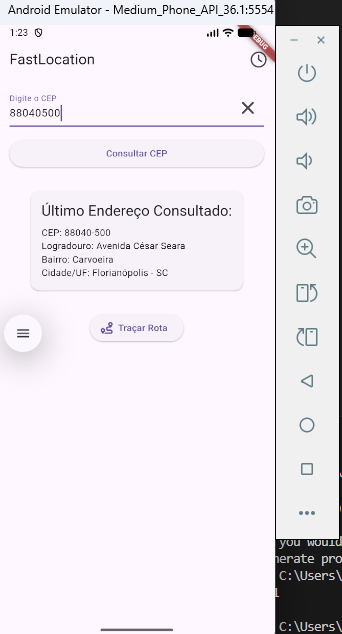 Android Emulator - Medium_Phone_API_36.1:5554
1:23
DEBUG
FastLocation
Digite o CEP
88040500
Consultar CEP
Último Endereço Consultado:
CEP: 88040-500
Logradouro: Avenida César Seara
Bairro: Carvoeira
Cidade/UF: Florianópolis - SC
Traçar Rota
you would
nerate pro
C:\Users\
l
C:\Users\